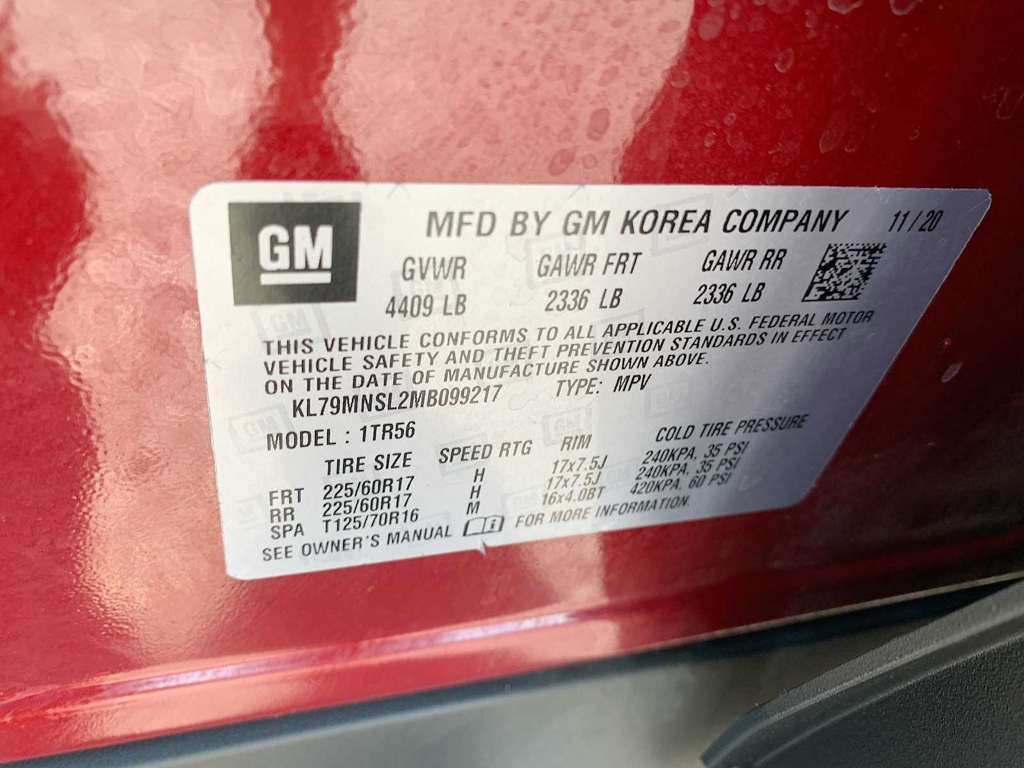 GM
MFD BY GM KOREA COMPANY 11/20
GVWR GAWR FRT GAWR RR
4409 LB 2336 LB 2336 LB
THIS VEHICLE CONFORMS TO ALL APPLICABLE U.S. FEDERAL MOTOR
VEHICLE SAFETY AND THEFT PREVENTION STANDARDS IN EFFECT
ON THE DATE OF MANUFACTURE SHOWN ABOVE.
KL79MNSL2MB099217 TYPE: MPV
MODEL : 1TR56
TIRE SIZE SPEED RTG RIM COLD TIRE PRESSURE
FRT 225/60R17 H 17x7.5J 240KPA, 35 PSI
RR 225/60R17 H 17x7.5J 240KPA, 35 PSI
SPA T125/70R16 M 16x4.0BT 420KPA, 60 PSI
SEE OWNER'S MANUAL FOR MORE INFORMATION.